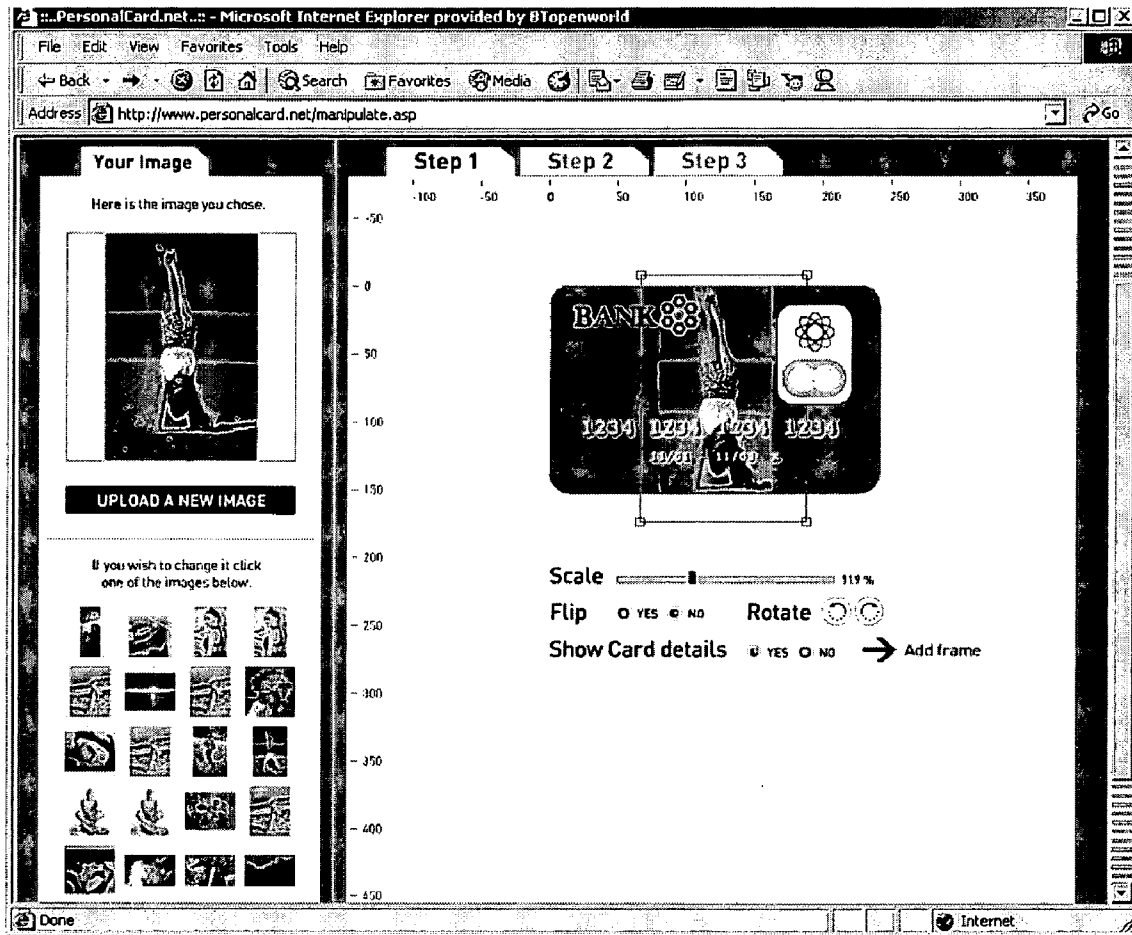 ::..PersonalCard.net..:: - Microsoft Internet Explorer provided by BTopenworld
File Edit View Favorites Tools Help
Back Search Favorites Media
Address http://www.personalcard.net/manipulate.asp Go
Your Image
Here is the image you chose.
UPLOAD A NEW IMAGE
If you wish to change it click
one of the images below.
Step 1 Step 2 Step 3
-100 -50 0 50 100 150 200 250 300 350
-50
0
50
100
150
200
250
300
350
400
450
BANK
1234 1234 1234 1234
Scale 119 %
Flip YES NO Rotate
Show Card details YES NO Add frame
Done Internet